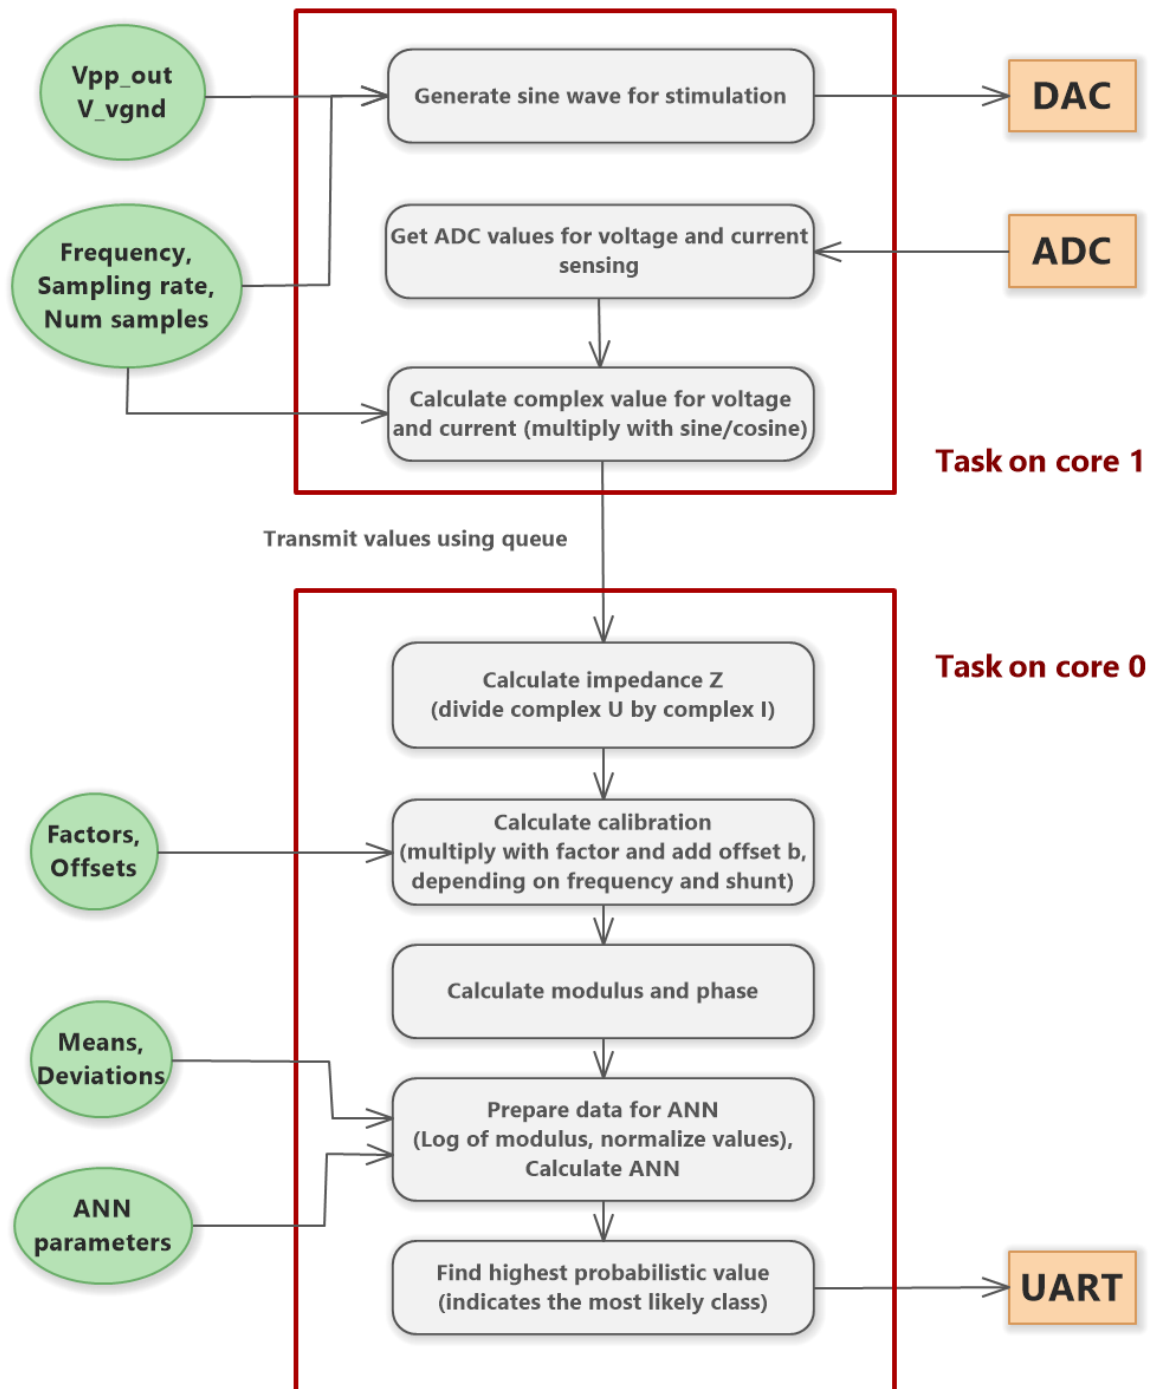 Vpp_out
V_vgnd
Generate sine wave for stimulation
DAC
Frequency,
Sampling rate,
Num samples
Get ADC values for voltage and current
sensing
ADC
Calculate complex value for voltage
and current (multiply with sine/cosine)
Task on core 1
Transmit values using queue
Task on core 0
Calculate impedance Z
(divide complex U by complex I)
Factors,
Offsets
Calculate calibration
(multiply with factor and add offset b,
depending on frequency and shunt)
Calculate modulus and phase
Means,
Deviations
Prepare data for ANN
(Log of modulus, normalize values),
Calculate ANN
ANN
parameters
Find highest probabilistic value
(indicates the most likely class)
UART